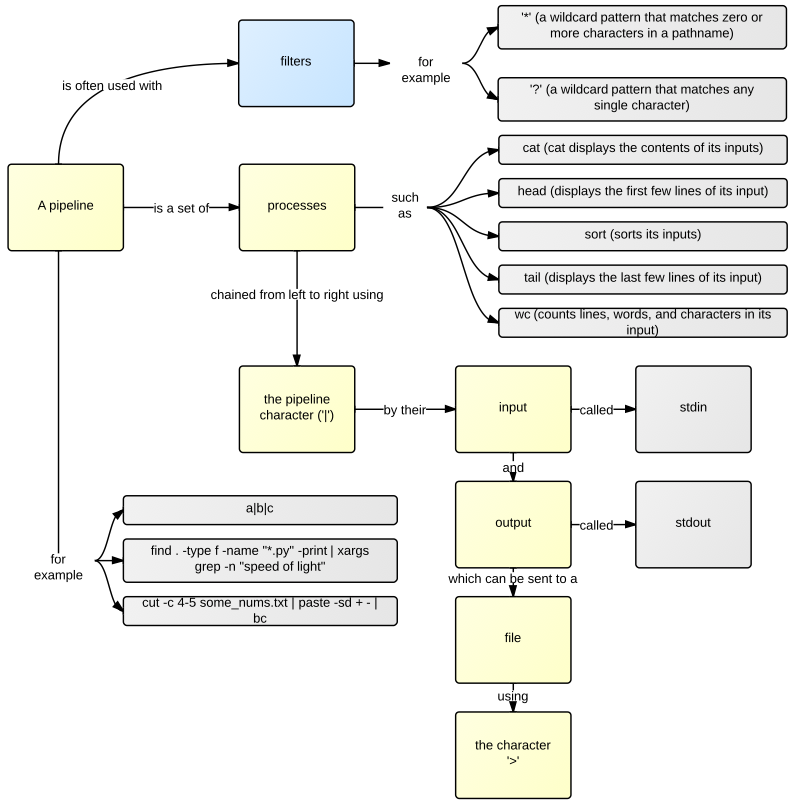 '*' (a wildcard pattern that matches zero or
more characters in a pathname)
filters
for
example
is often used with
'?' (a wildcard pattern that matches any
single character)
cat (cat displays the contents of its inputs)
head (displays the first few lines of its input)
such
as
A pipeline
is a set of
processes
sort (sorts its inputs)
tail (displays the last few lines of its input)
chained from left to right using
wc (counts lines, words, and characters in its
input)
the pipeline
character ('|')
by their
input
called
stdin
and
a|b|c
output
called
stdout
find . -type f -name "*.py" -print | xargs
grep -n "speed of light"
for
example
which can be sent to a
cut -c 4-5 some_nums.txt | paste -sd + - |
bc
file
using
the character
'>'